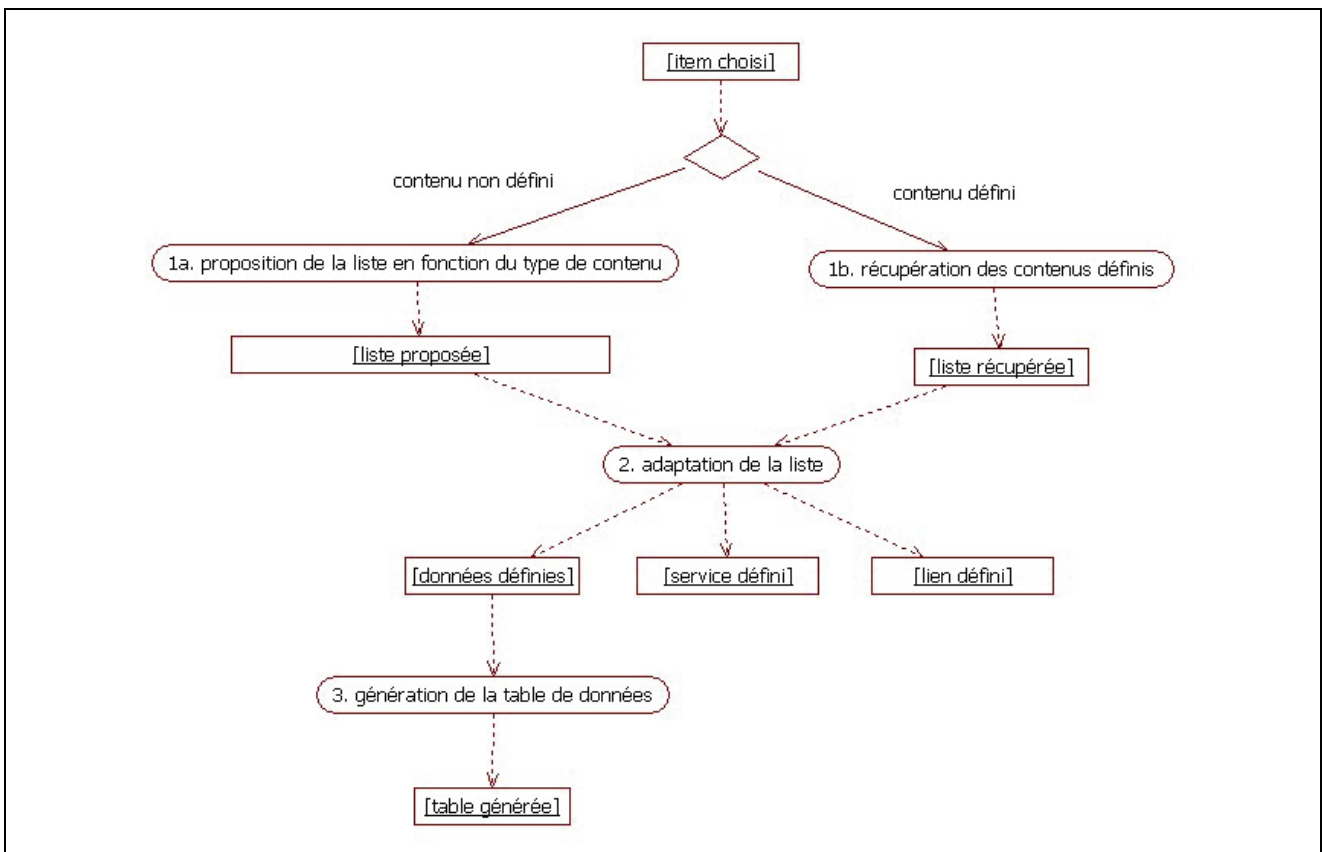 [item choisi]
contenu non défini
contenu défini
1a. proposition de la liste en fonction du type de contenu
1b. récupération des contenus définis
[liste proposée]
[liste récupérée]
2. adaptation de la liste
[données définies]
[service défini]
[lien défini]
3. génération de la table de données
[table générée]